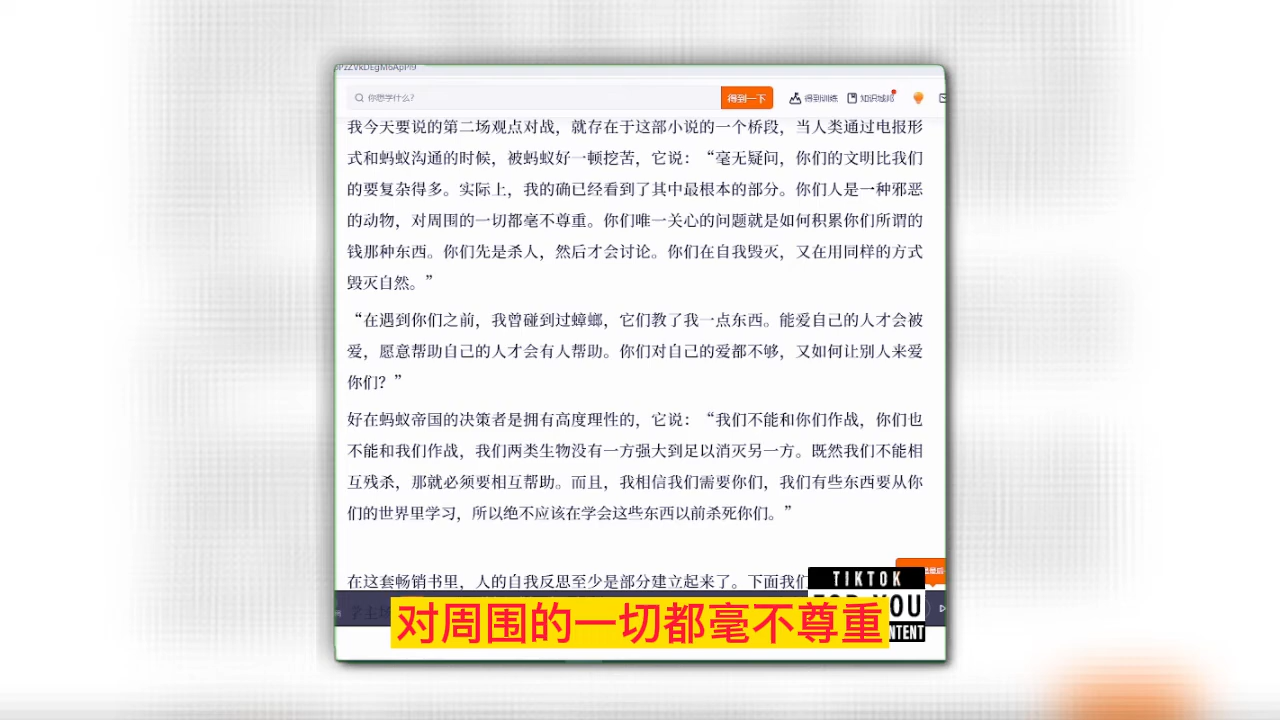 你想学什么?
得到一下
得到训练
知识城邦
我今天要说的第二场观点对战，就存在于这部小说的一个桥段，当人类通过电报形
式和蚂蚁沟通的时候，被蚂蚁好一顿挖苦，它说：“毫无疑问，你们的文明比我们
的要复杂得多。实际上，我的确已经看到了其中最根本的部分。你们人是一种邪恶
的动物，对周围的一切都毫不尊重。你们唯一关心的问题就是如何积累你们所谓的
钱那种东西。你们先是杀人，然后才会讨论。你们在自我毁灭，又在用同样的方式
毁灭自然。”
“在遇到你们之前，我曾碰到过蟑螂，它们教了我一点东西。能爱自己的人才会被
爱，愿意帮助自己的人才会有人帮助。你们对自己的爱都不够，又如何让别人来爱
你们？”
好在蚂蚁帝国的决策者是拥有高度理性的，它说：“我们不能和你们作战，你们也
不能和我们作战，我们两类生物没有一方强大到足以消灭另一方。既然我们不能相
互残杀，那就必须要相互帮助。而且，我相信我们需要你们，我们有些东西要从你
们的世界里学习，所以绝不应该在学会这些东西以前杀死你们。”
在这套畅销书里，人的自我反思至少是部分建立起来了。下面我们
TIKTOK
FOR YOU
对周围的一切都毫不尊重